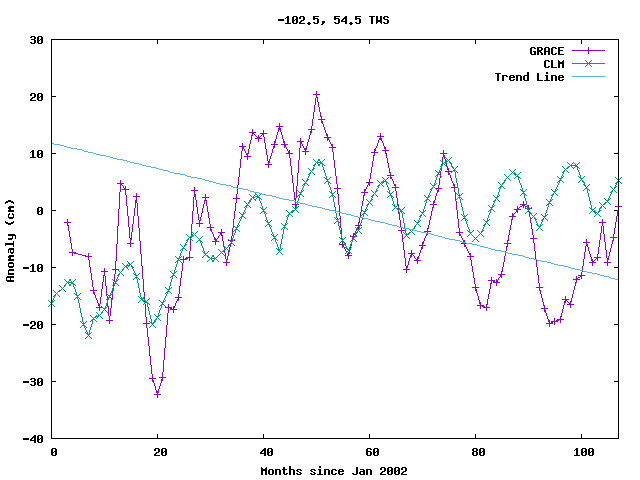 -102.5, 54.5 TWS
GRACE
CLM
Trend Line
30
20
10
0
-10
-20
-30
-40
Anomaly (cm)
0 20 40 60 80 100
Months since Jan 2002